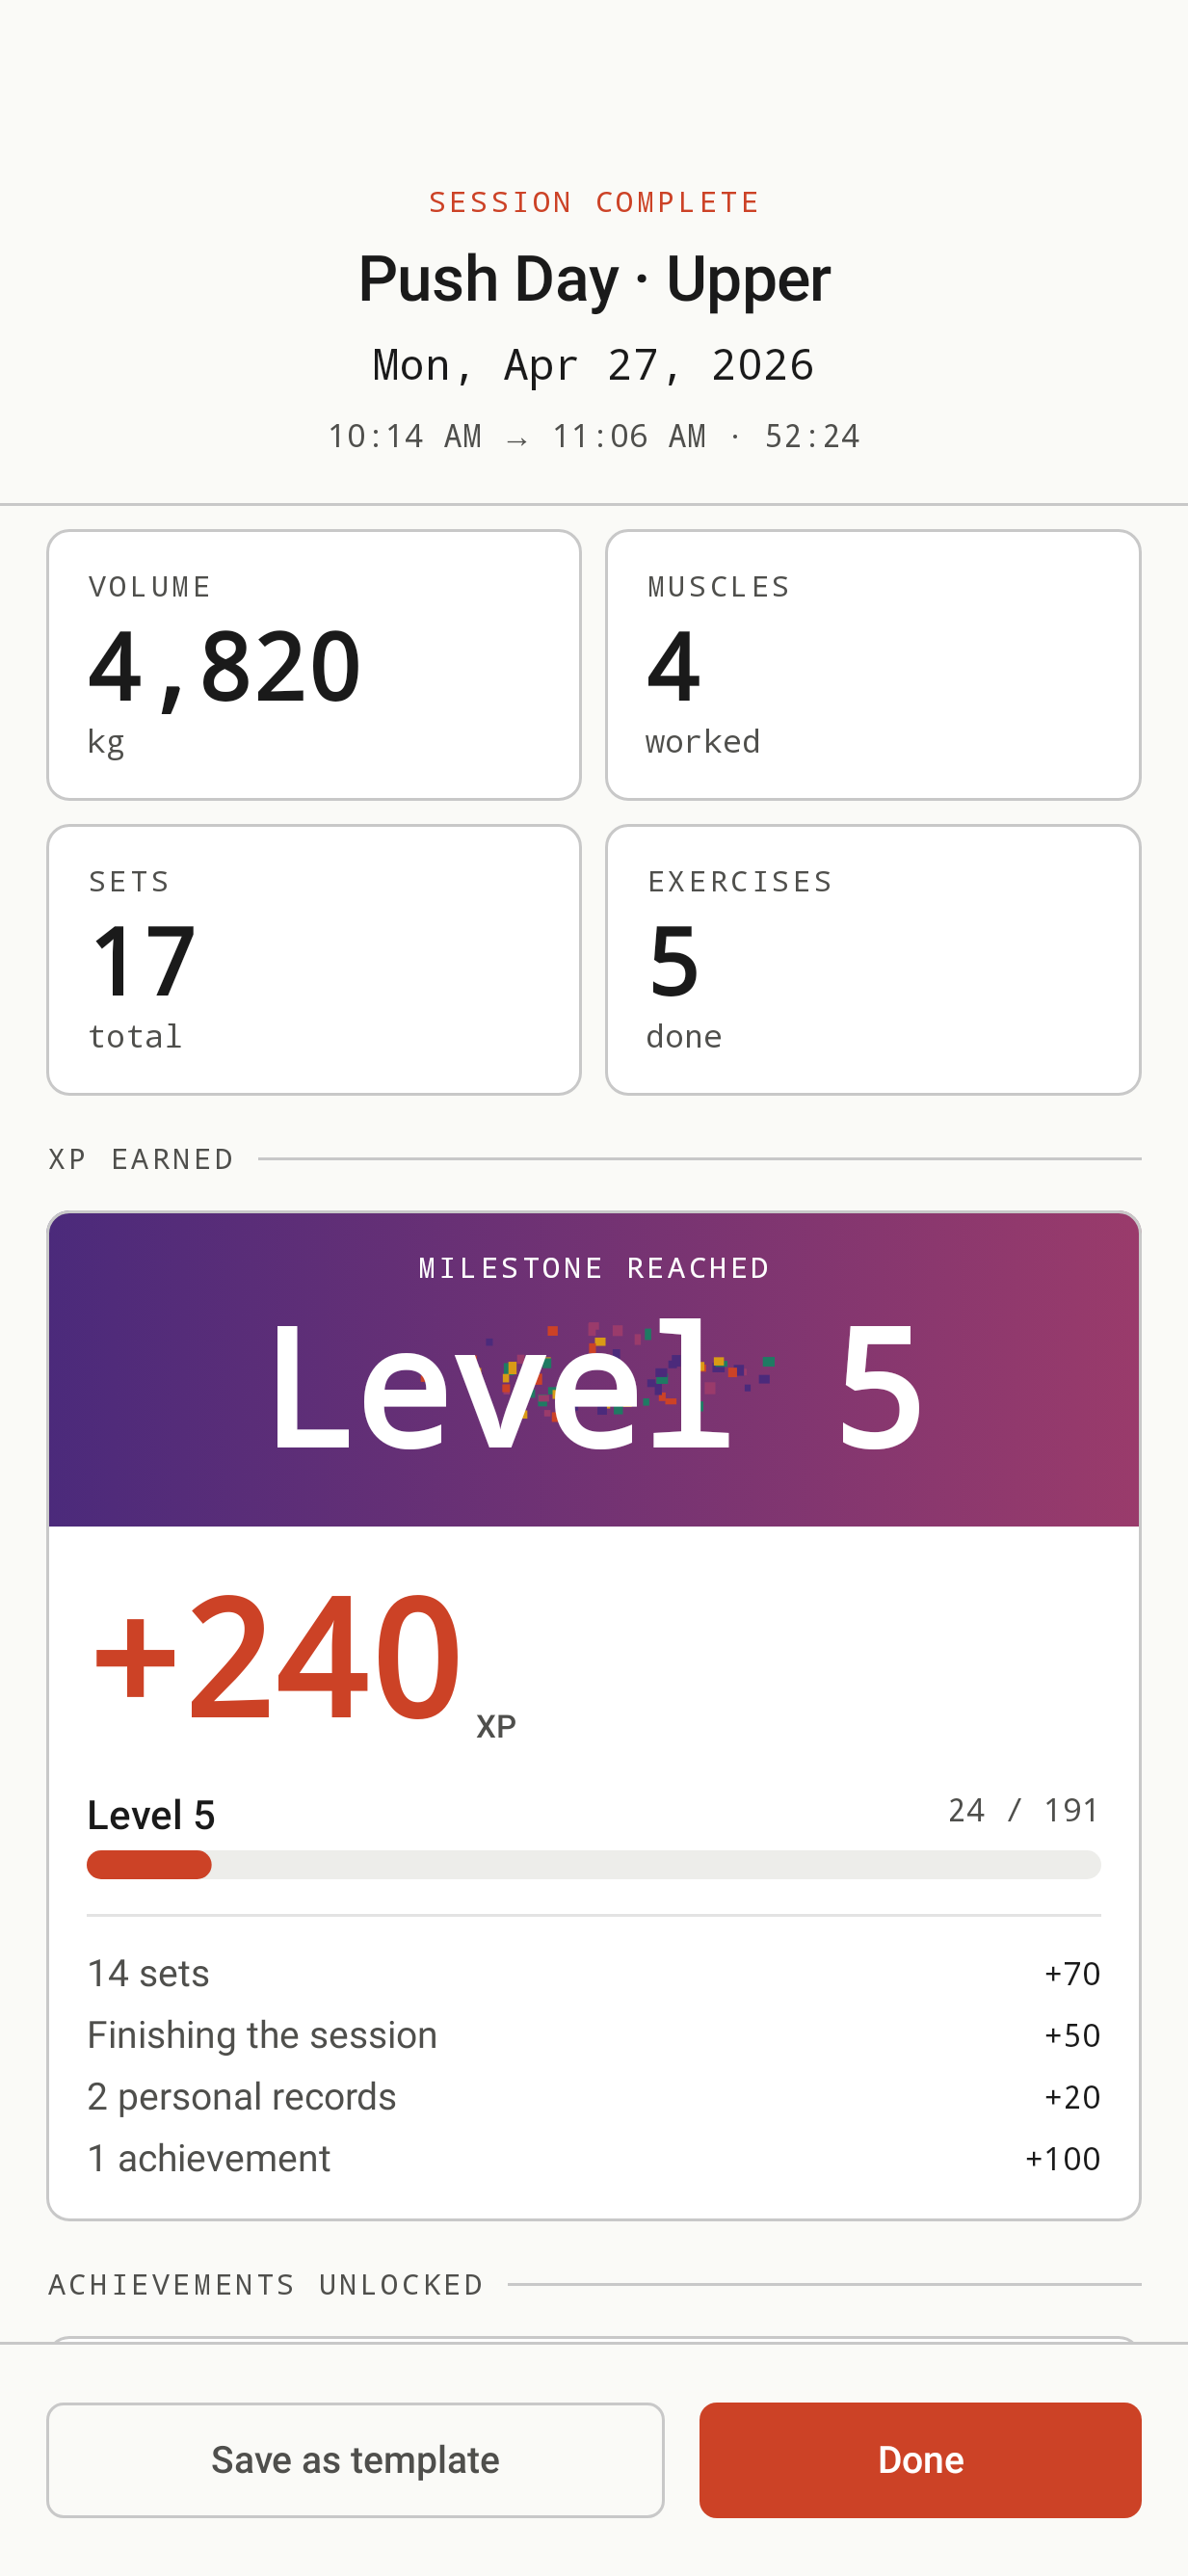 SESSION COMPLETE
Push Day · Upper
Mon, Apr 27, 2026
10:14 AM → 11:06 AM · 52:24
VOLUME
4,820
kg
MUSCLES
4
worked
SETS
17
total
EXERCISES
5
done
XP EARNED
MILESTONE REACHED
Level 5
+240 XP
Level 5 24 / 191
14 sets +70
Finishing the session +50
2 personal records +20
1 achievement +100
ACHIEVEMENTS UNLOCKED
Save as template Done